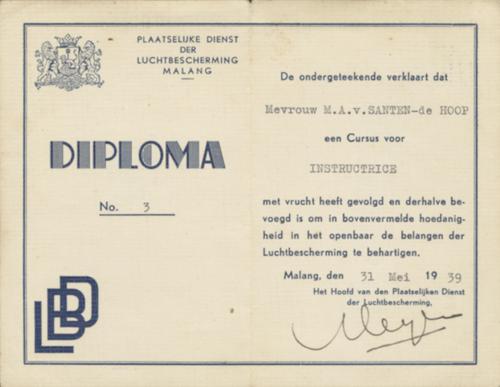 PLAATSELIJKE DIENST
DER
LUCHTBESCHERMING
MALANG
DIPLOMA
No. 3
LBD
De ondergeteekende verklaart dat
Mevrouw M.A.v.SANTEN-de HOOP
een Cursus voor
INSTRUCTRICE
met vrucht heeft gevolgd en derhalve be-
voegd is om in bovenvermelde hoedanig-
heid in het openbaar de belangen der
Luchtbescherming te behartigen.
Malang, den 31 Mei 1939
Het Hoofd van den Plaatselijken Dienst
der Luchtbescherming,